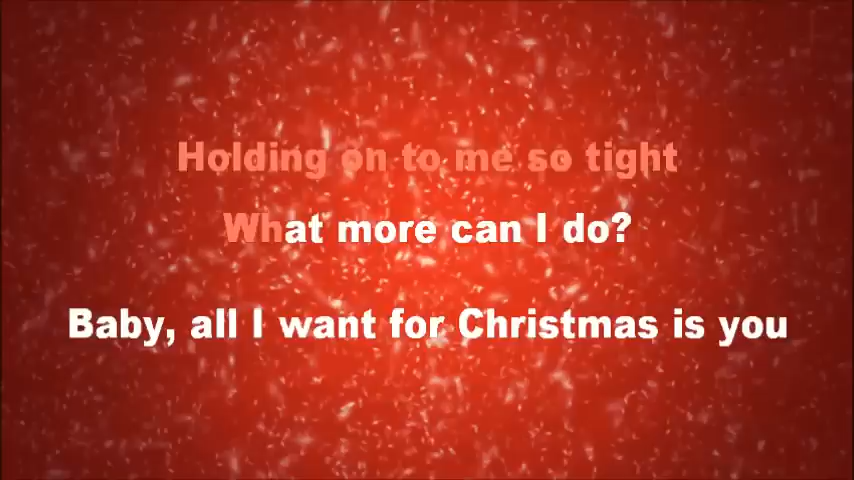 Holding on to me so tight
What more can I do?
Baby, all I want for Christmas is you